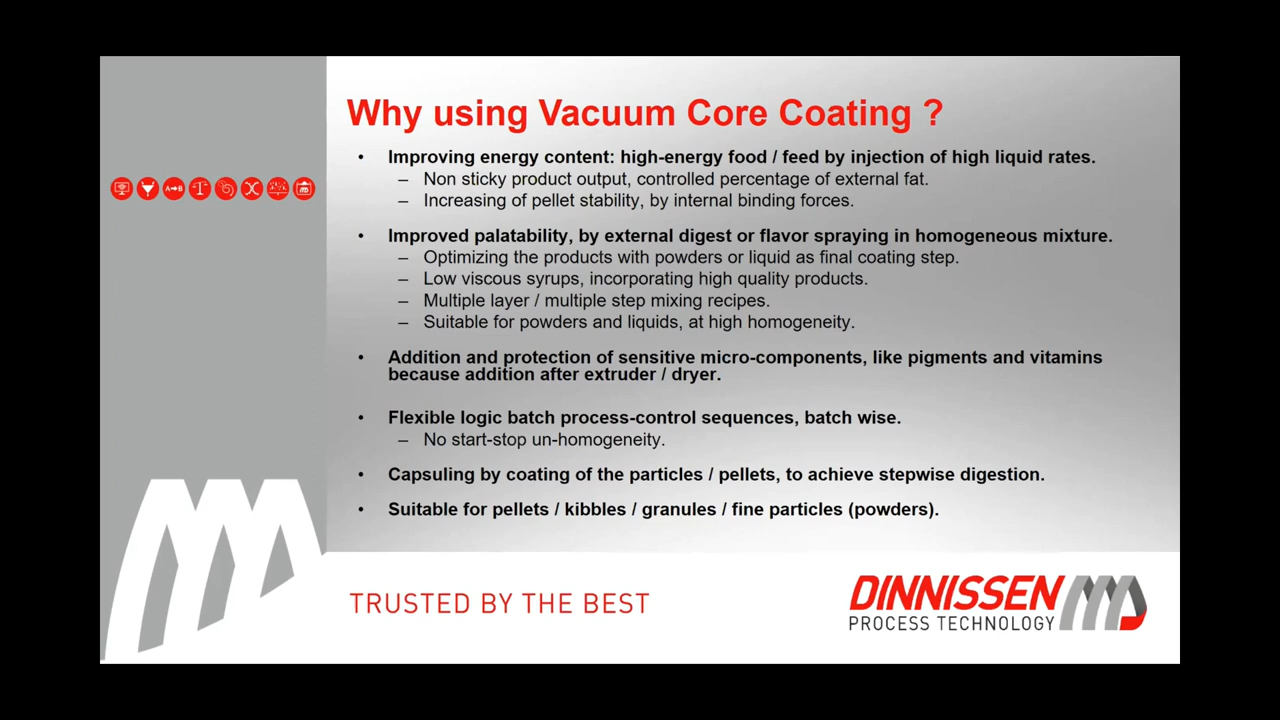 Why using Vacuum Core Coating ?
• Improving energy content: high-energy food / feed by injection of high liquid rates.
– Non sticky product output, controlled percentage of external fat.
– Increasing of pellet stability, by internal binding forces.
• Improved palatability, by external digest or flavor spraying in homogeneous mixture.
– Optimizing the products with powders or liquid as final coating step.
– Low viscous syrups, incorporating high quality products.
– Multiple layer / multiple step mixing recipes.
– Suitable for powders and liquids, at high homogeneity.
• Addition and protection of sensitive micro-components, like pigments and vitamins
because addition after extruder / dryer.
• Flexible logic batch process-control sequences, batch wise.
– No start-stop un-homogeneity.
• Capsuling by coating of the particles / pellets, to achieve stepwise digestion.
• Suitable for pellets / kibbles / granules / fine particles (powders).
A➡B
TRUSTED BY THE BEST
DINNISSEN
PROCESS TECHNOLOGY